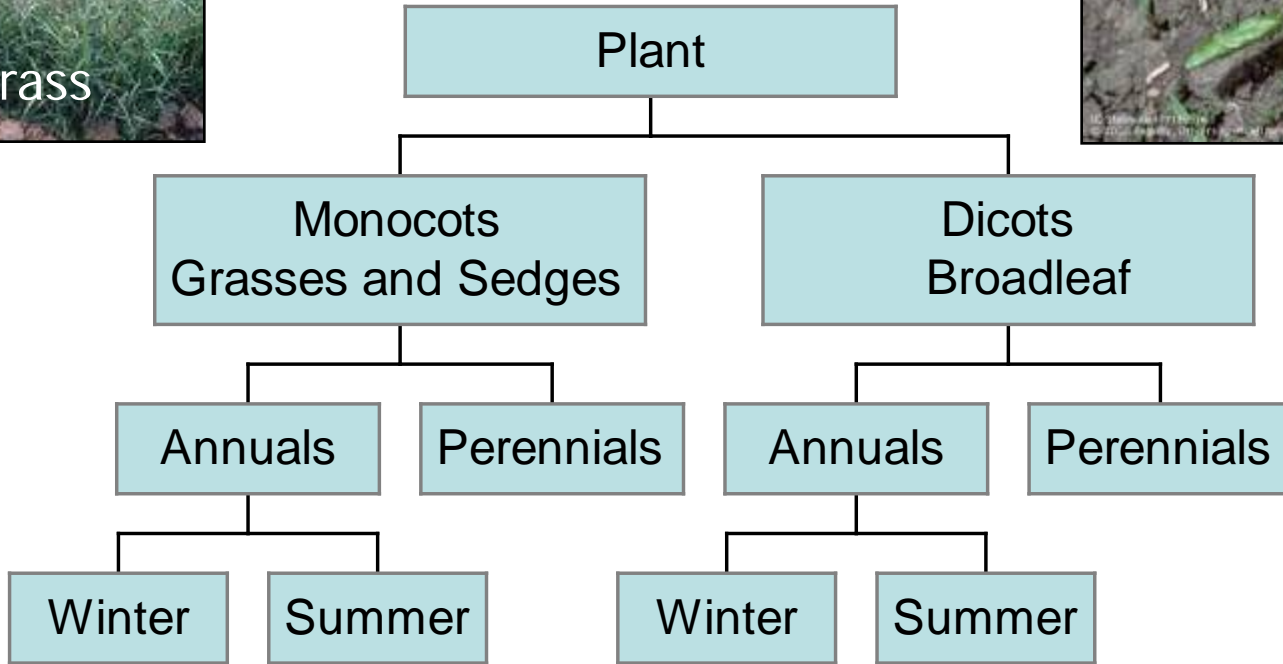 Plant
rass
Monocots
Grasses and Sedges
Dicots
Broadleaf
Annuals
Perennials
Annuals
Perennials
Winter
Summer
Winter
Summer